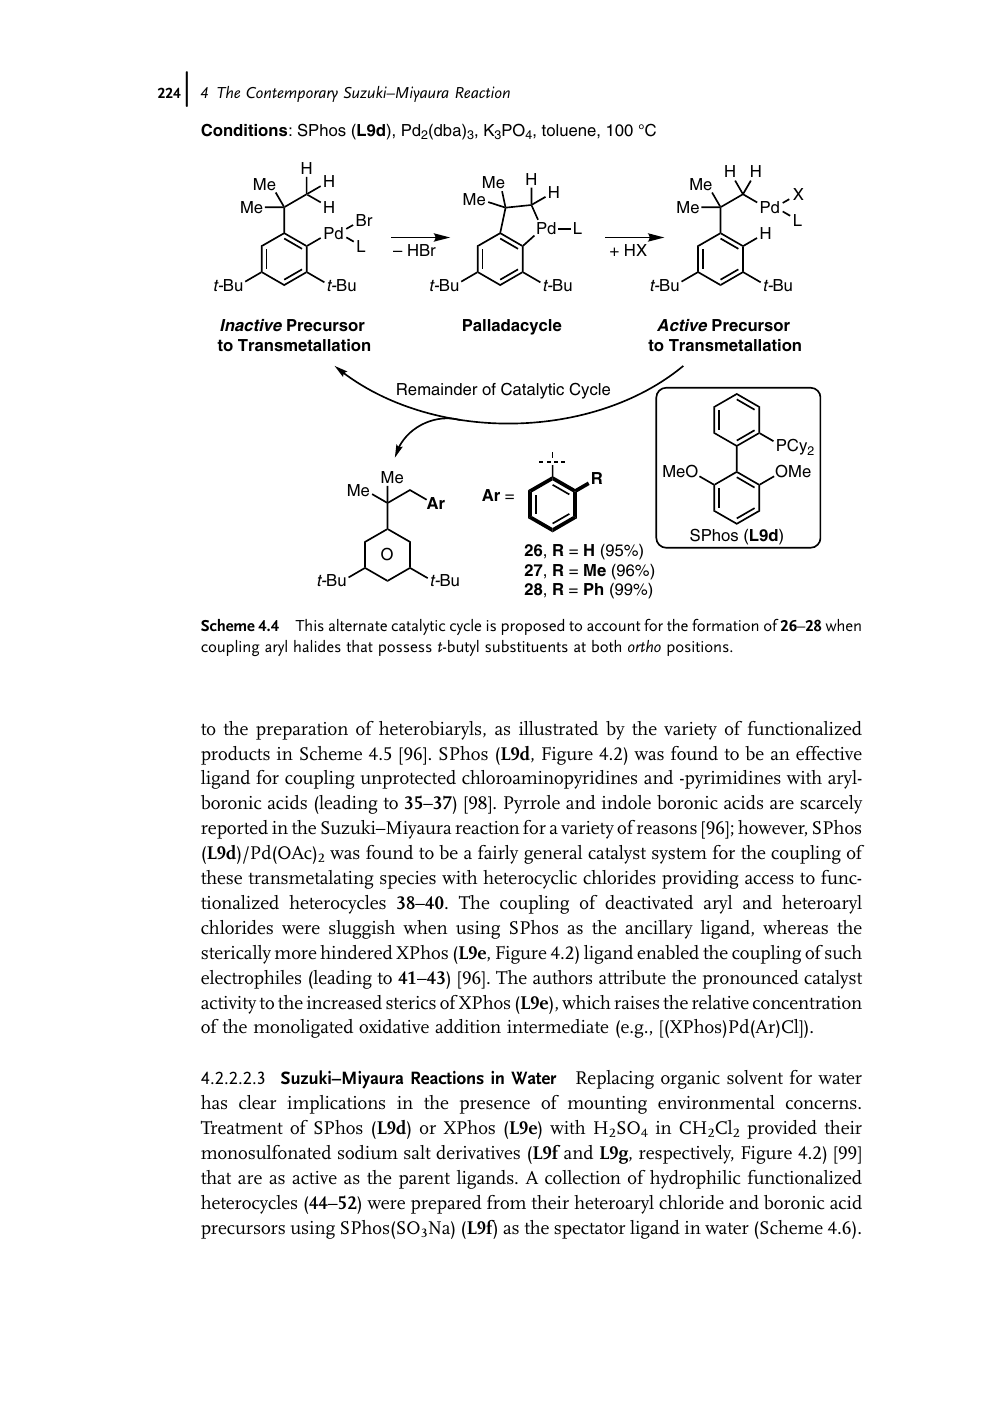 224 4 The Contemporary Suzuki–Miyaura Reaction
Conditions: SPhos (L9d), Pd₂(dba)₃, K₃PO₄, toluene, 100 °C
H
Me H
Me H
Pd Br
L
t-Bu t-Bu
– HBr
Me H
Me H
Pd–L
t-Bu t-Bu
+ HX
H H
Me X
Me Pd
L
H
t-Bu t-Bu
Inactive Precursor
to Transmetallation
Palladacycle
Active Precursor
to Transmetallation
Remainder of Catalytic Cycle
Me
Me
Ar
O
t-Bu t-Bu
Ar =
R
26, R = H (95%)
27, R = Me (96%)
28, R = Ph (99%)
PCy₂
MeO OMe
SPhos (L9d)
Scheme 4.4 This alternate catalytic cycle is proposed to account for the formation of 26–28 when
coupling aryl halides that possess t-butyl substituents at both ortho positions.
to the preparation of heterobiaryls, as illustrated by the variety of functionalized
products in Scheme 4.5 [96]. SPhos (L9d, Figure 4.2) was found to be an effective
ligand for coupling unprotected chloroaminopyridines and -pyrimidines with aryl-
boronic acids (leading to 35–37) [98]. Pyrrole and indole boronic acids are scarcely
reported in the Suzuki–Miyaura reaction for a variety of reasons [96]; however, SPhos
(L9d)/Pd(OAc)₂ was found to be a fairly general catalyst system for the coupling of
these transmetalating species with heterocyclic chlorides providing access to func-
tionalized heterocycles 38–40. The coupling of deactivated aryl and heteroaryl
chlorides were sluggish when using SPhos as the ancillary ligand, whereas the
sterically more hindered XPhos (L9e, Figure 4.2) ligand enabled the coupling of such
electrophiles (leading to 41–43) [96]. The authors attribute the pronounced catalyst
activity to the increased sterics of XPhos (L9e), which raises the relative concentration
of the monoligated oxidative addition intermediate (e.g., [(XPhos)Pd(Ar)Cl]).
4.2.2.2.3 Suzuki–Miyaura Reactions in Water Replacing organic solvent for water
has clear implications in the presence of mounting environmental concerns.
Treatment of SPhos (L9d) or XPhos (L9e) with H₂SO₄ in CH₂Cl₂ provided their
monosulfonated sodium salt derivatives (L9f and L9g, respectively, Figure 4.2) [99]
that are as active as the parent ligands. A collection of hydrophilic functionalized
heterocycles (44–52) were prepared from their heteroaryl chloride and boronic acid
precursors using SPhos(SO₃Na) (L9f) as the spectator ligand in water (Scheme 4.6).